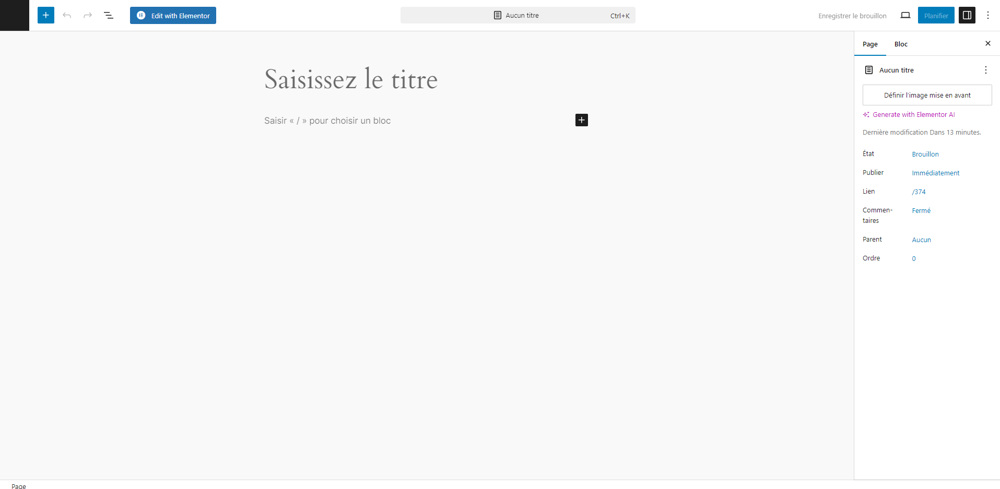 Edit with Elementor
Aucun titre
Ctrl+K
Enregistrer le brouillon
Planifier
Page
Bloc
Saisissez le titre
Saisir « / » pour choisir un bloc
Aucun titre
Définir l’image mise en avant
Generate with Elementor AI
Dernière modification Dans 13 minutes.
État
Brouillon
Publier
Immédiatement
Lien
/374
Commen-
taires
Fermé
Parent
Aucun
Ordre
0
Page